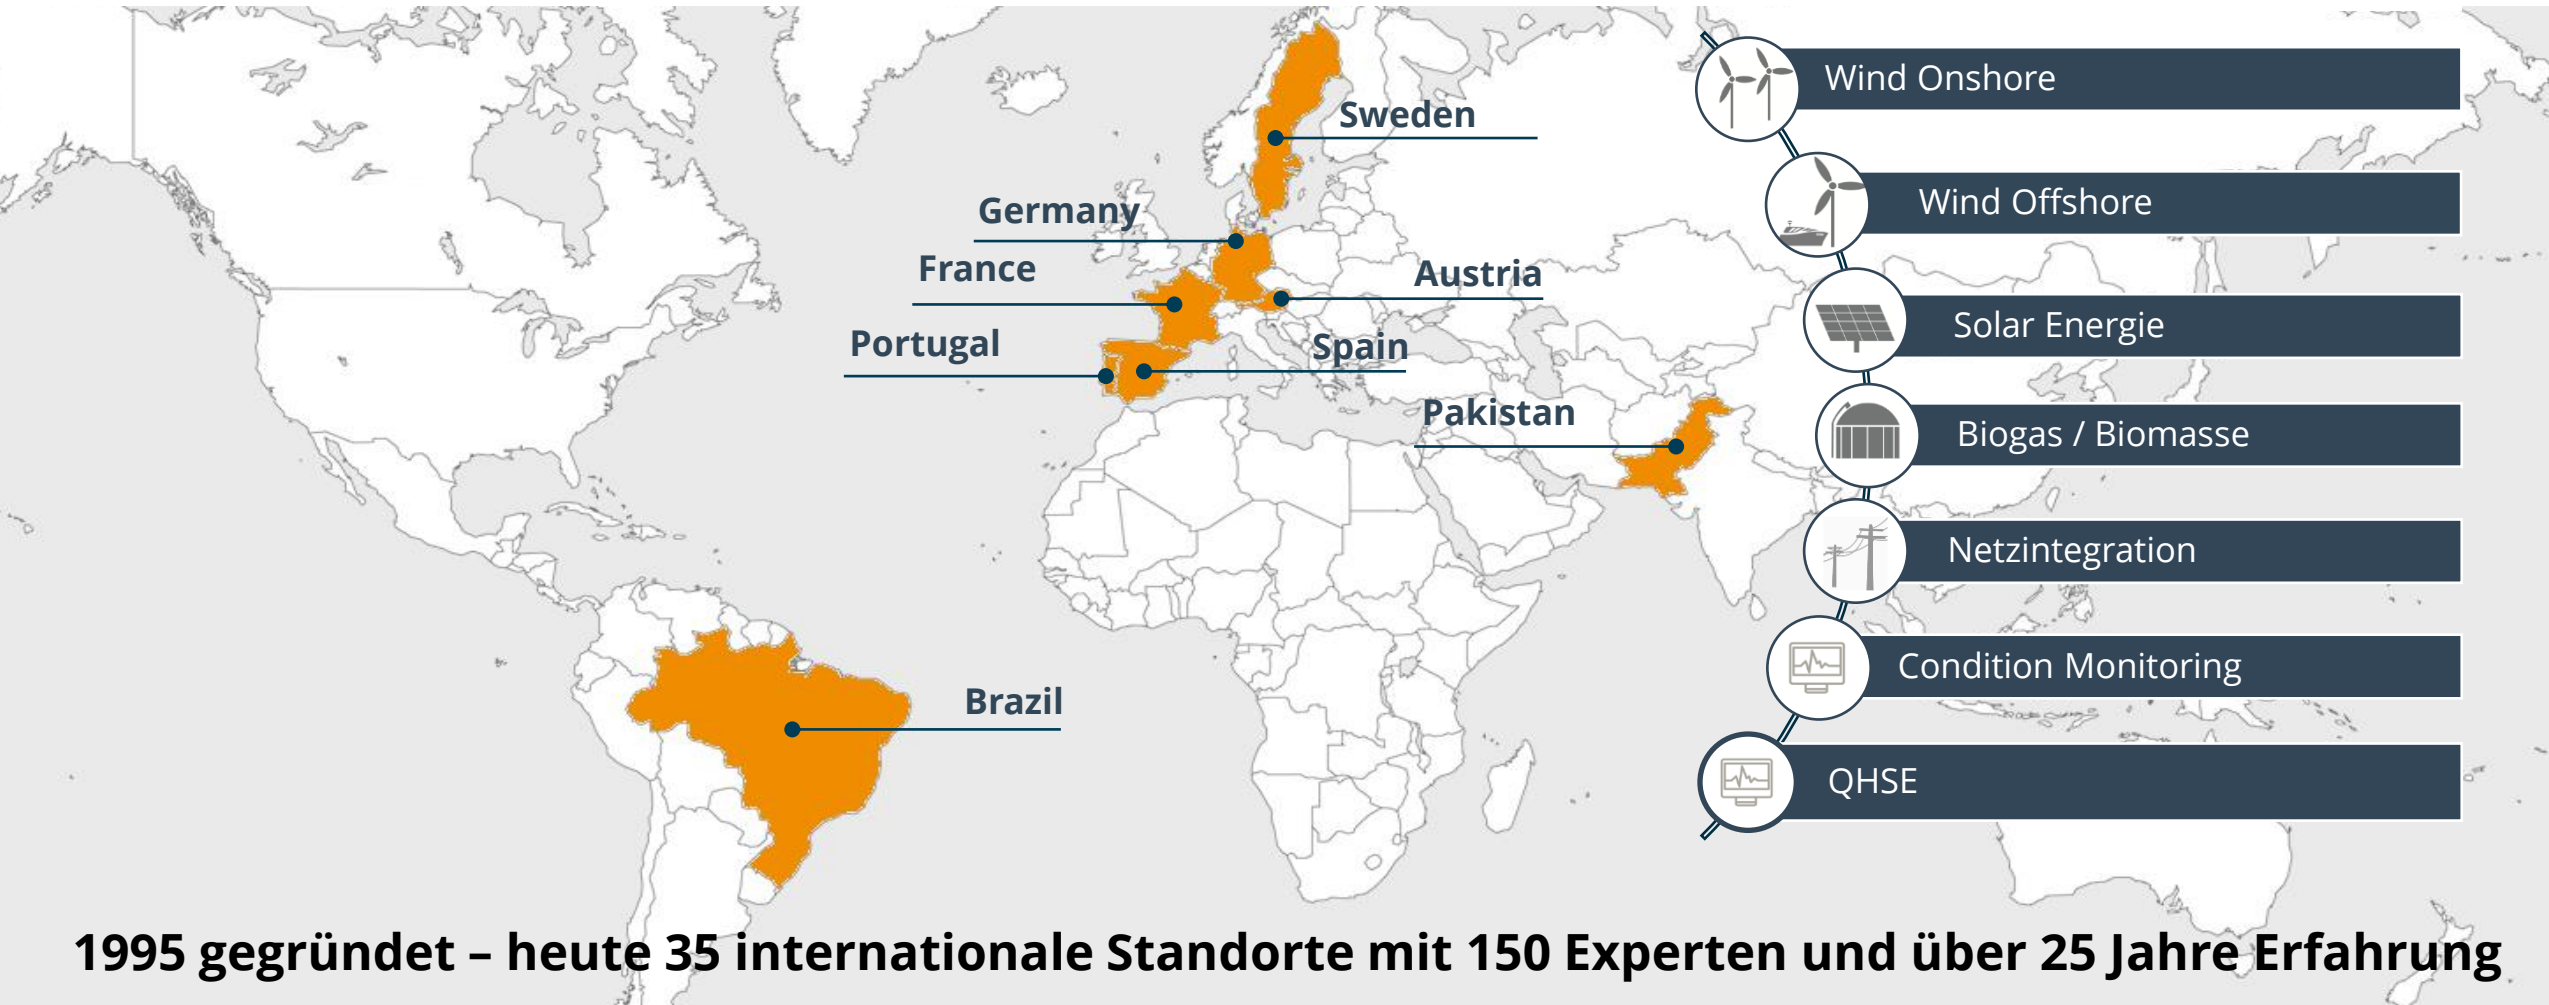 Sweden
Germany
France
Austria
Portugal
Spain
Pakistan
Brazil
Wind Onshore
Wind Offshore
Solar Energie
Biogas / Biomasse
Netzintegration
Condition Monitoring
QHSE
1995 gegründet – heute 35 internationale Standorte mit 150 Experten und über 25 Jahre Erfahrung